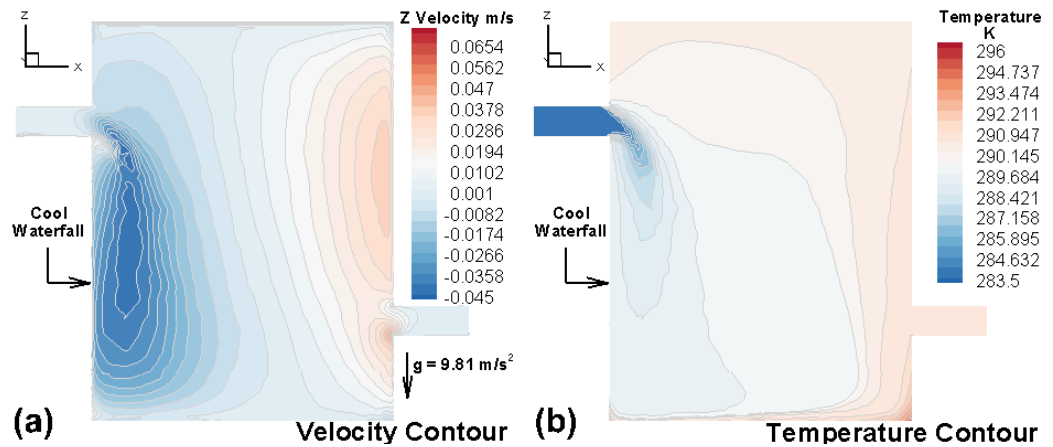 z
x
Z Velocity m/s
0.0654
0.0562
0.047
0.0378
0.0286
0.0194
0.0102
0.001
-0.0082
-0.0174
-0.0266
-0.0358
-0.045
Cool
Waterfall
g = 9.81 m/s²
(a)
Velocity Contour
z
x
Temperature
K
296
294.737
293.474
292.211
290.947
290.145
289.684
288.421
287.158
285.895
284.632
283.5
Cool
Waterfall
(b)
Temperature Contour